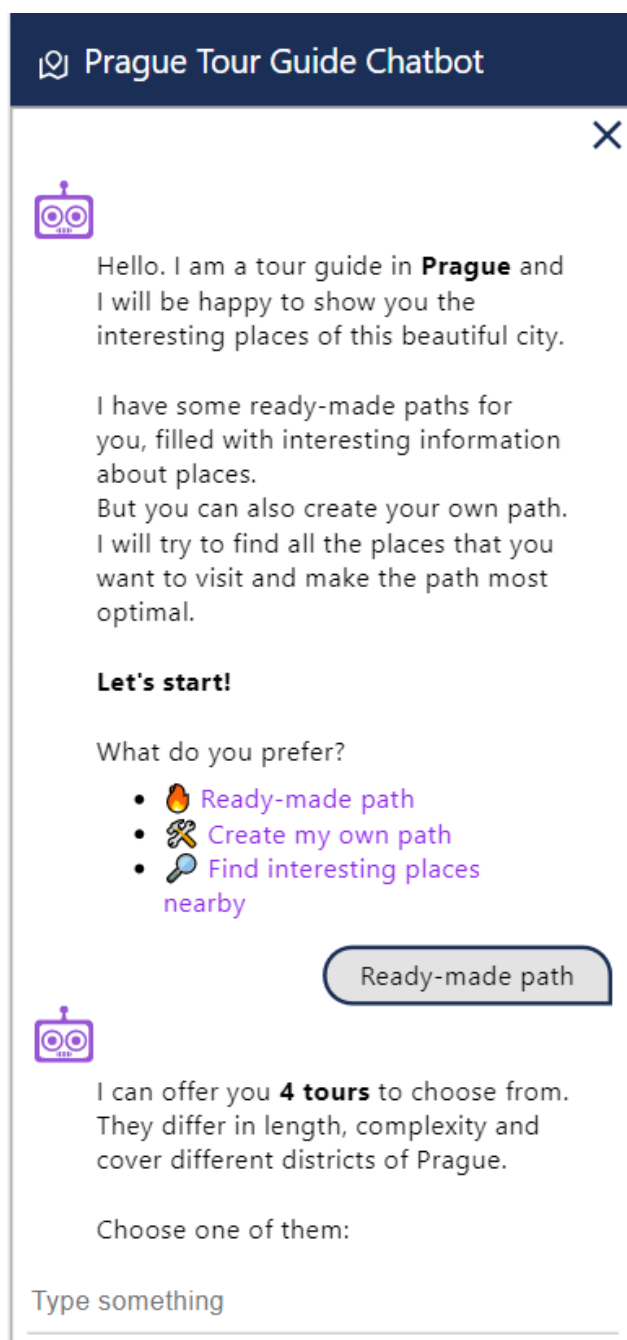 Prague Tour Guide Chatbot
Hello. I am a tour guide in Prague and
I will be happy to show you the
interesting places of this beautiful city.
I have some ready-made paths for
you, filled with interesting information
about places.
But you can also create your own path.
I will try to find all the places that you
want to visit and make the path most
optimal.
Let's start!
What do you prefer?
• 🔥 Ready-made path
• 🛠 Create my own path
• 🔎 Find interesting places
nearby
Ready-made path
I can offer you 4 tours to choose from.
They differ in length, complexity and
cover different districts of Prague.
Choose one of them:
Type something